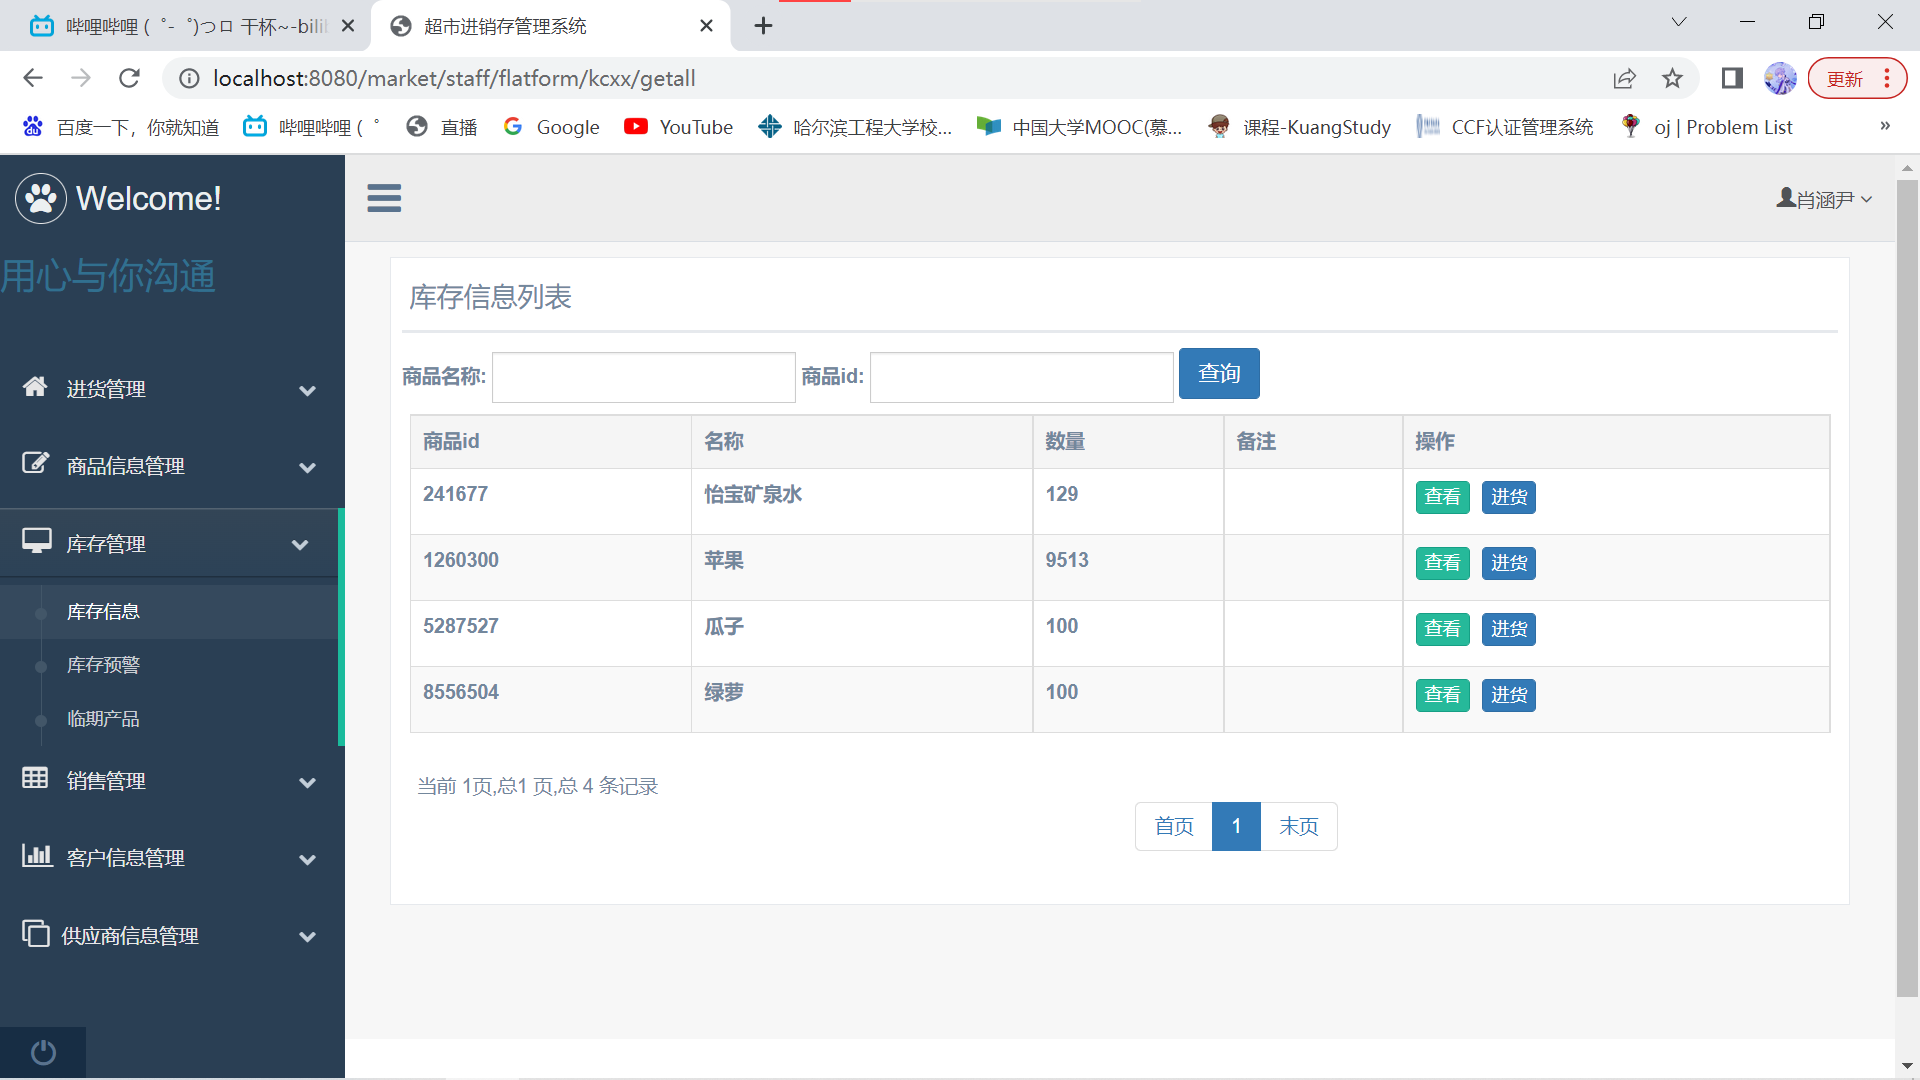 哔哩哔哩 (゜-゜)つロ 干杯~-bili
超市进销存管理系统
localhost:8080/market/staff/flatform/kcxx/getall
更新
百度一下，你就知道
哔哩哔哩 (゜
直播
Google
YouTube
哈尔滨工程大学校...
中国大学MOOC(慕...
课程-KuangStudy
CCF认证管理系统
oj | Problem List
»
Welcome!
肖涵尹
用心与你沟通
进货管理
商品信息管理
库存管理
库存信息
库存预警
临期产品
销售管理
客户信息管理
供应商信息管理
库存信息列表
商品名称: 商品id: 查询
商品id 名称 数量 备注 操作
241677 怡宝矿泉水 129 查看 进货
1260300 苹果 9513 查看 进货
5287527 瓜子 100 查看 进货
8556504 绿萝 100 查看 进货
当前 1页,总1 页,总 4 条记录
首页 1 末页